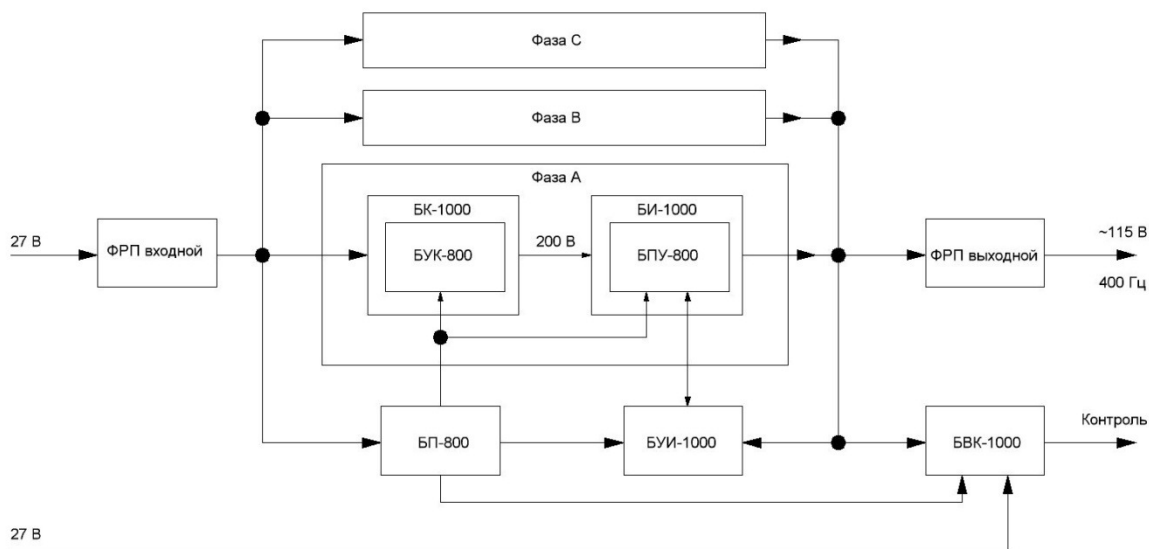 Фаза С
Фаза В
Фаза А
БК-1000
БИ-1000
27 В
ФРП входной
БУК-800
200 В
БПУ-800
ФРП выходной
~115 В
400 Гц
БП-800
БУИ-1000
БВК-1000
Контроль
27 В